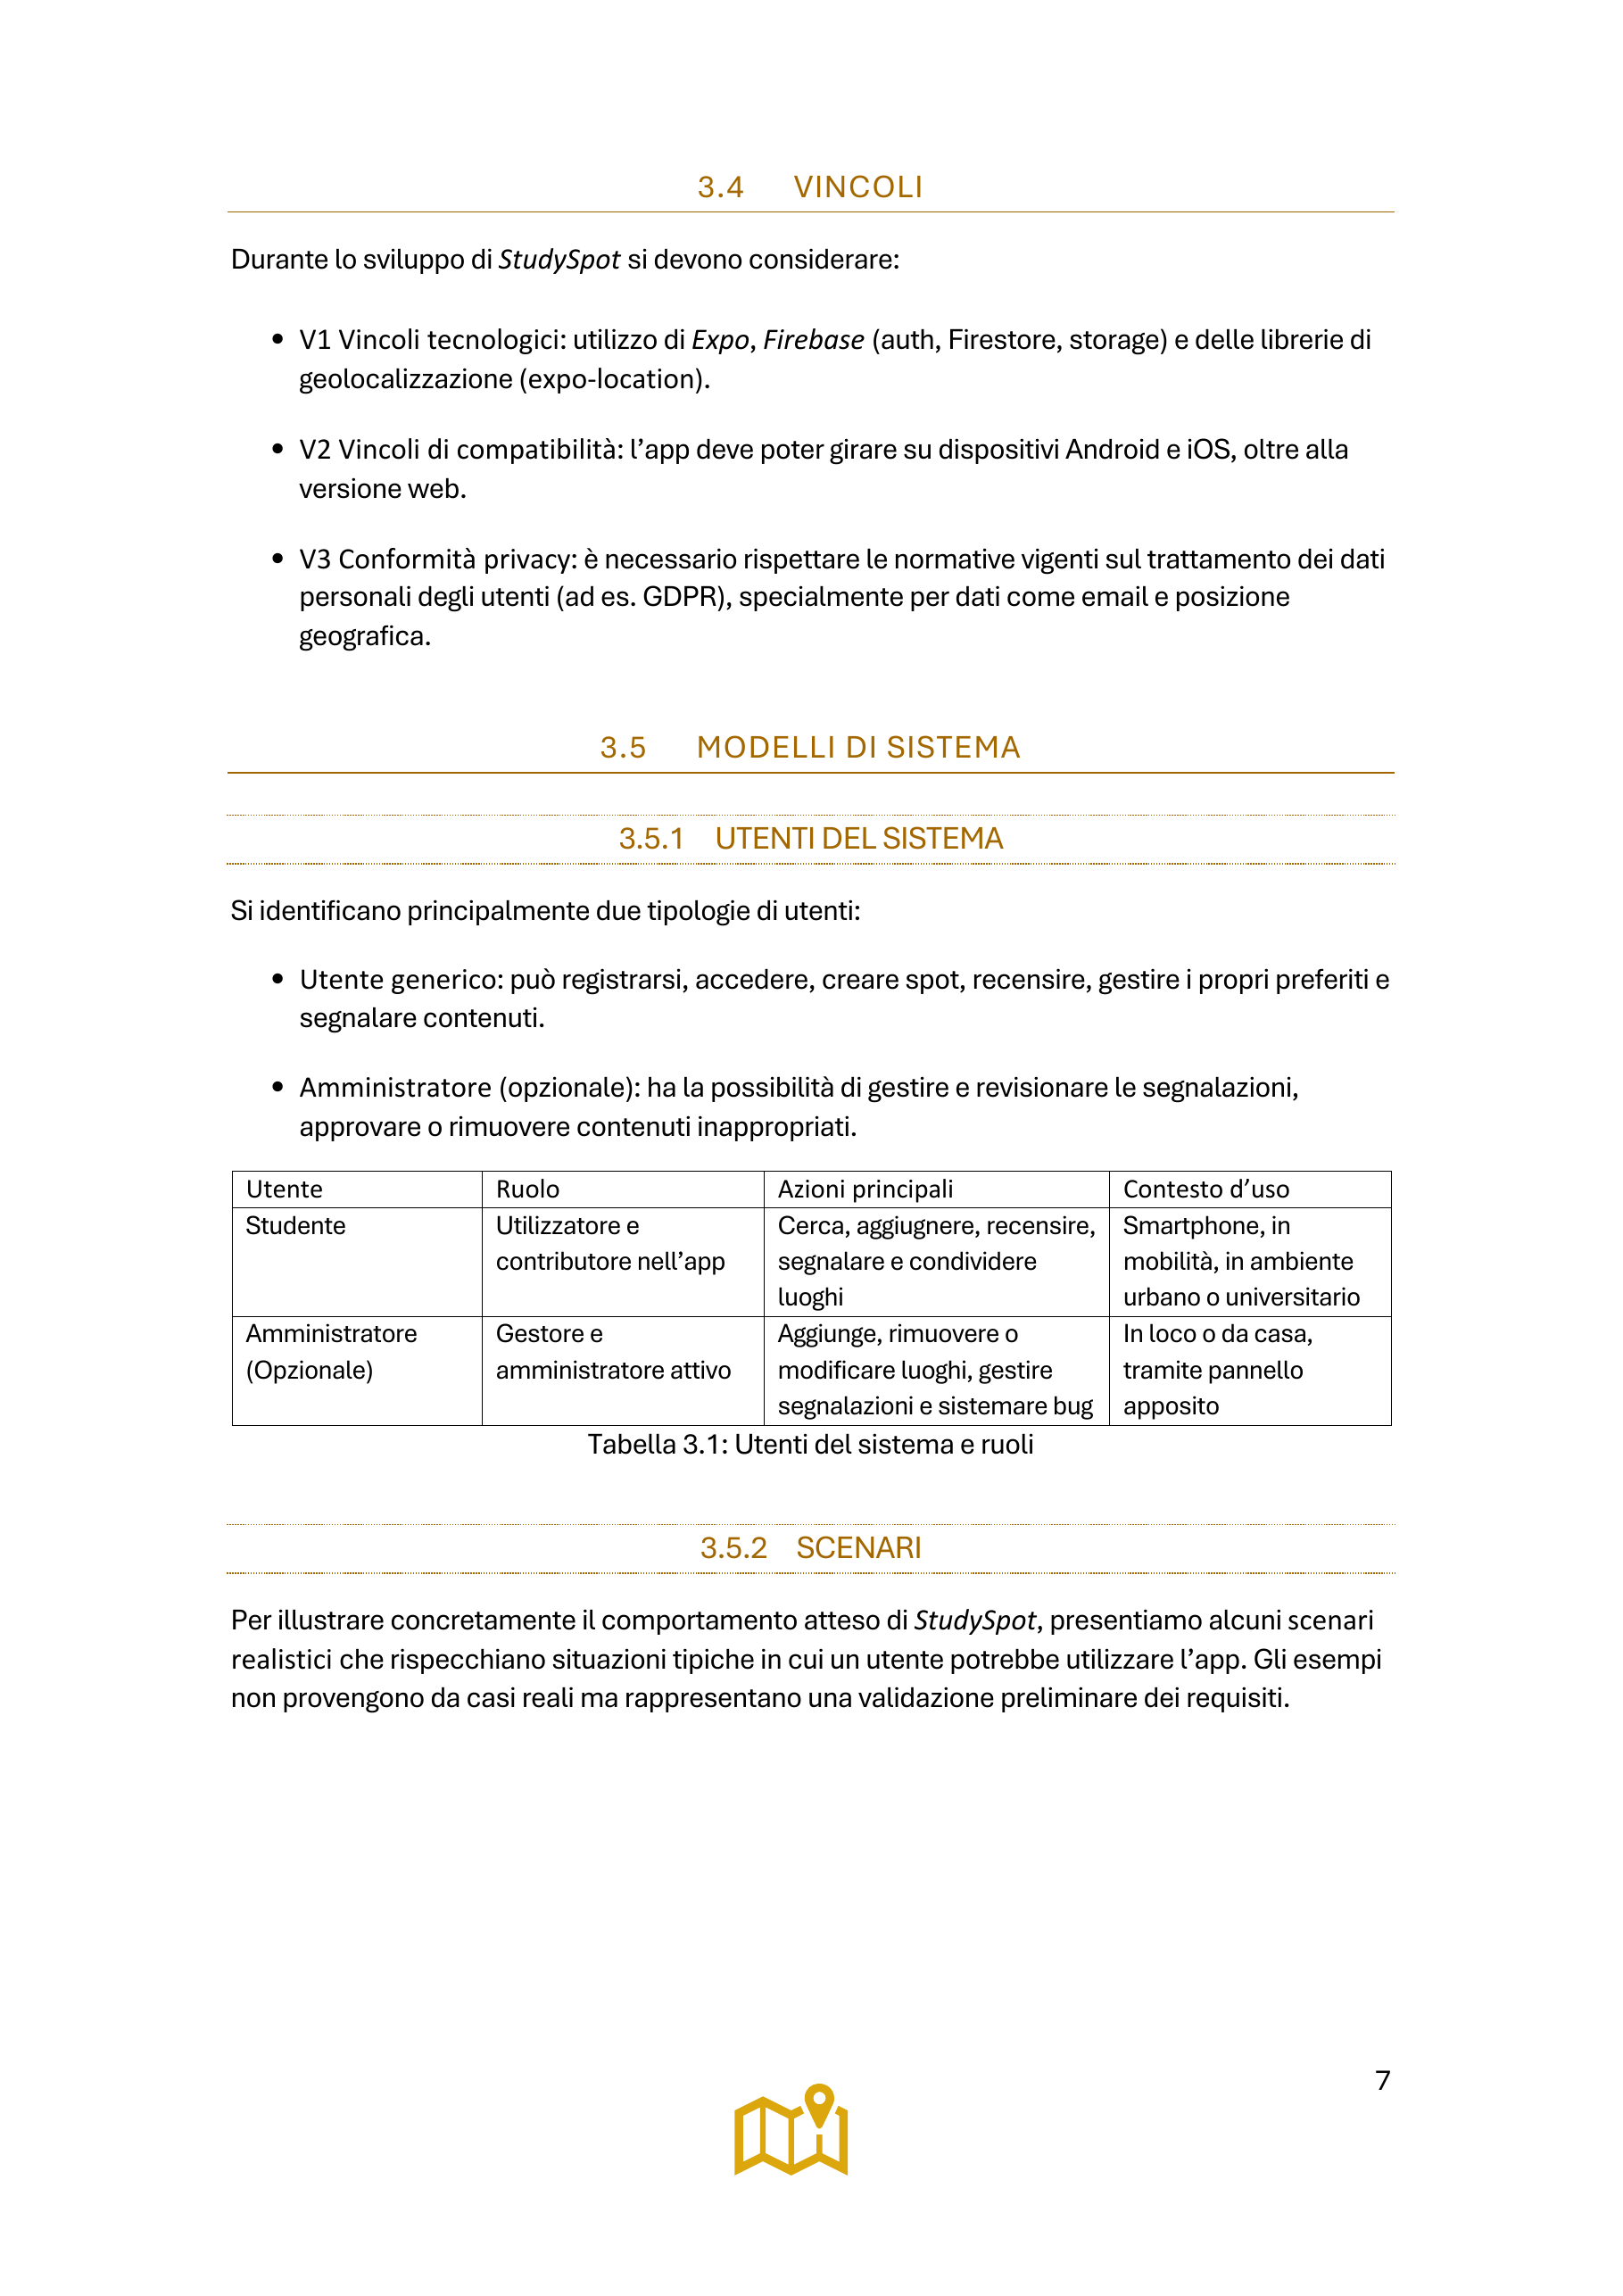 3.4 VINCOLI
Durante lo sviluppo di StudySpot si devono considerare:
• V1 Vincoli tecnologici: utilizzo di Expo, Firebase (auth, Firestore, storage) e delle librerie di
geolocalizzazione (expo-location).
• V2 Vincoli di compatibilità: l’app deve poter girare su dispositivi Android e iOS, oltre alla
versione web.
• V3 Conformità privacy: è necessario rispettare le normative vigenti sul trattamento dei dati
personali degli utenti (ad es. GDPR), specialmente per dati come email e posizione
geografica.
3.5 MODELLI DI SISTEMA
3.5.1 UTENTI DEL SISTEMA
Si identificano principalmente due tipologie di utenti:
• Utente generico: può registrarsi, accedere, creare spot, recensire, gestire i propri preferiti e
segnalare contenuti.
• Amministratore (opzionale): ha la possibilità di gestire e revisionare le segnalazioni,
approvare o rimuovere contenuti inappropriati.
Utente Ruolo Azioni principali Contesto d’uso
Studente Utilizzatore e Cerca, aggiugnere, recensire, Smartphone, in
contributore nell’app segnalare e condividere mobilità, in ambiente
luoghi urbano o universitario
Amministratore Gestore e Aggiunge, rimuovere o In loco o da casa,
(Opzionale) amministratore attivo modificare luoghi, gestire tramite pannello
segnalazioni e sistemare bug apposito
Tabella 3.1: Utenti del sistema e ruoli
3.5.2 SCENARI
Per illustrare concretamente il comportamento atteso di StudySpot, presentiamo alcuni scenari
realistici che rispecchiano situazioni tipiche in cui un utente potrebbe utilizzare l’app. Gli esempi
non provengono da casi reali ma rappresentano una validazione preliminare dei requisiti.
7